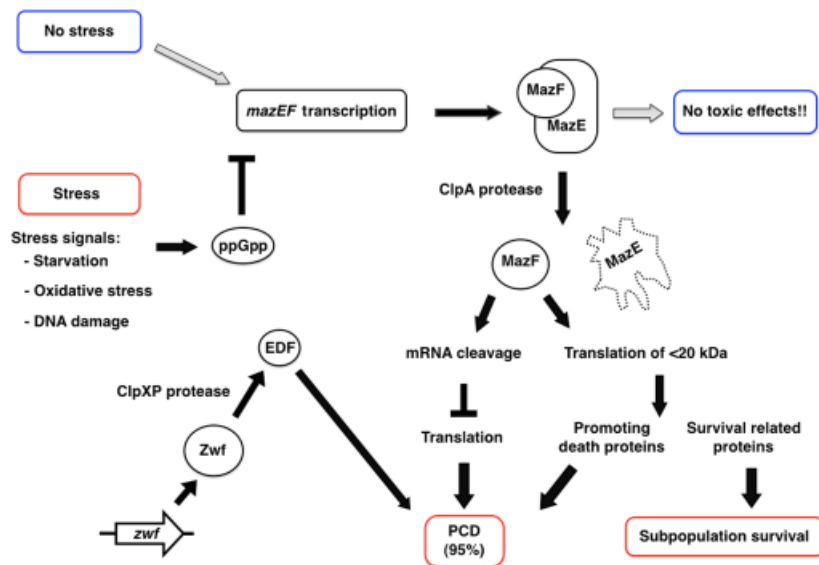 No stress
mazEF transcription
MazF
MazE
No toxic effects!!
Stress
ClpA protease
Stress signals:
- Starvation
- Oxidative stress
- DNA damage
ppGpp
MazF
MazE
EDF
mRNA cleavage
Translation of <20 kDa
ClpXP protease
Zwf
Translation
Promoting
death proteins
Survival related
proteins
zwf
PCD
(95%)
Subpopulation survival